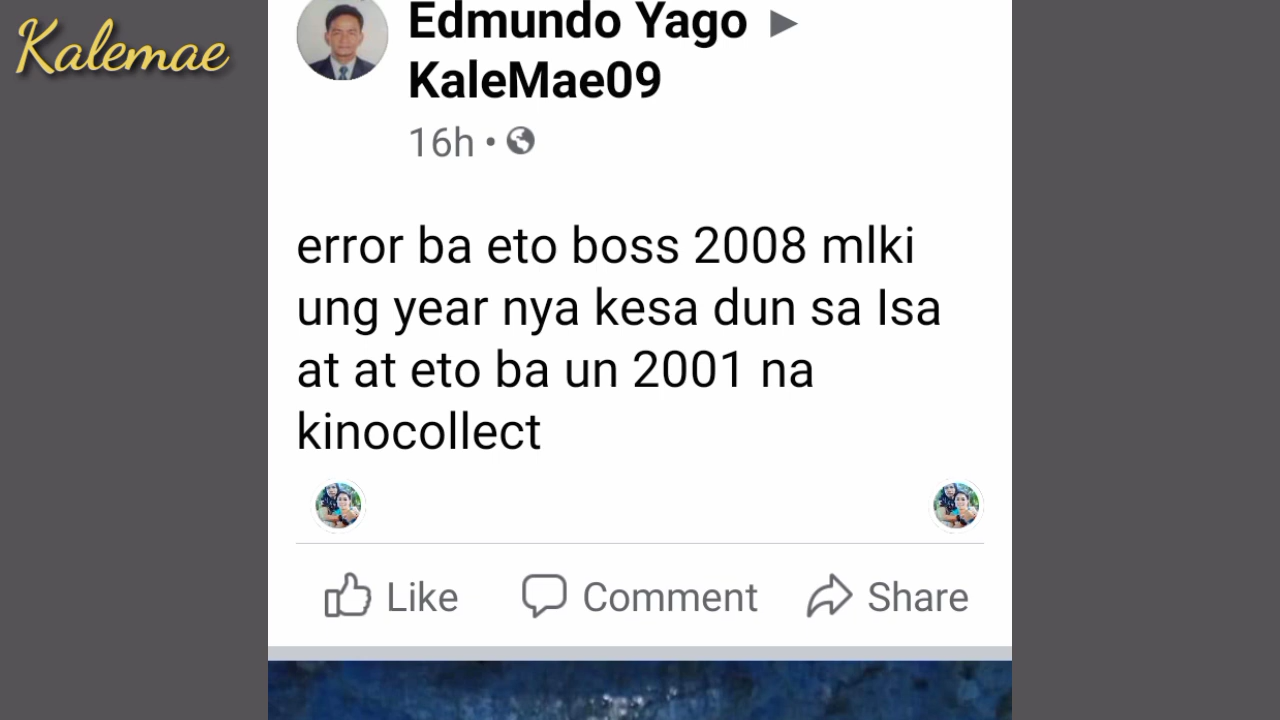 Kalemae
Edmundo Yago ▶
KaleMae09
16h •
error ba eto boss 2008 mlki
ung year nya kesa dun sa Isa
at at eto ba un 2001 na
kinocollect
Like Comment Share